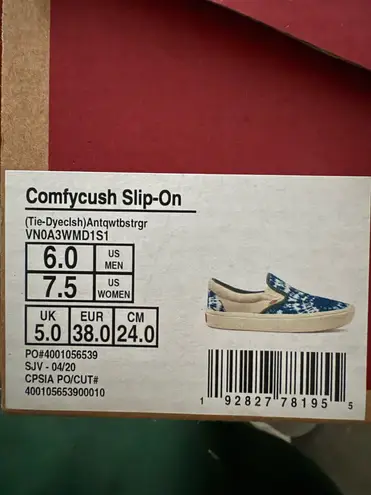 Comfycush Slip-On
(Tie-Dyeclsh)Antqwtbstrgr
VN0A3WMD1S1
6.0 US MEN
7.5 US WOMEN
UK EUR CM
5.0 38.0 24.0
PO#4001056539
SJV - 04/20
CPSIA PO/CUT#
400105653900010
1 92827 78195 5